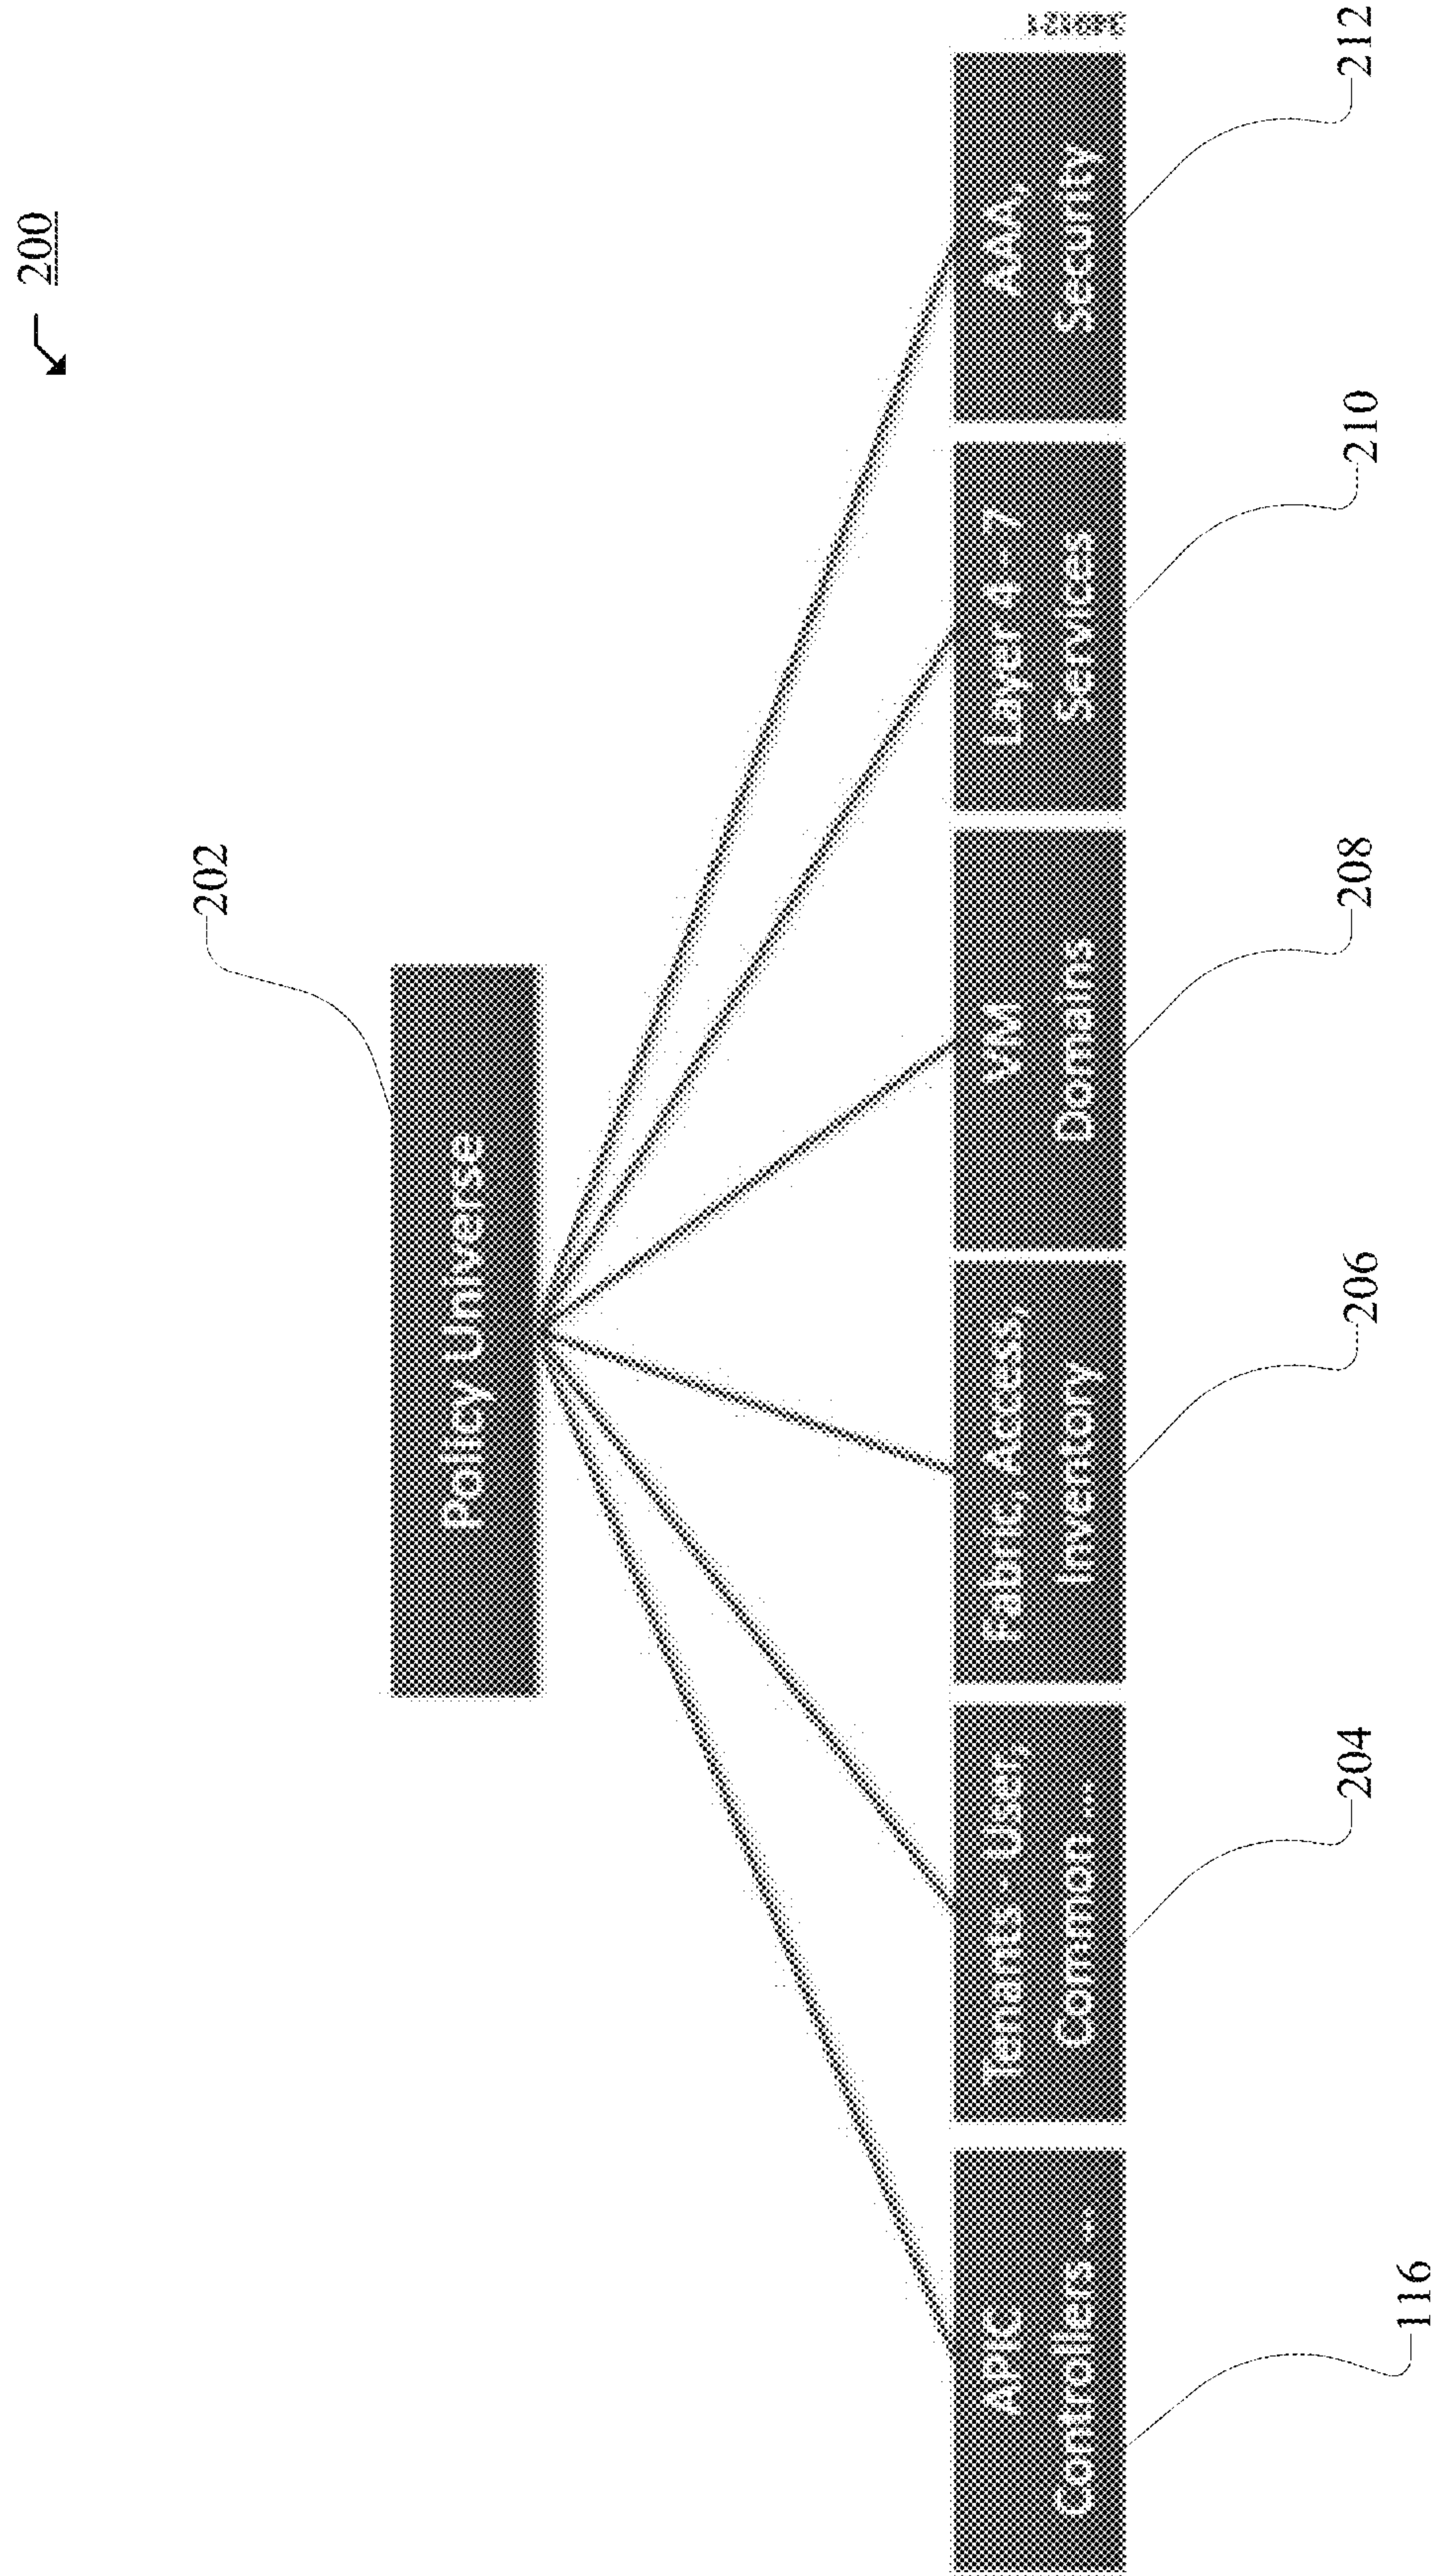 200
202
Policy Universe
APIC
Controllers ...
Tenants - User,
Common ...
Fabric, Access,
Inventory
VM
Domains
Layer 4 - 7
Services
AAA,
Security
116
204
206
208
210
212